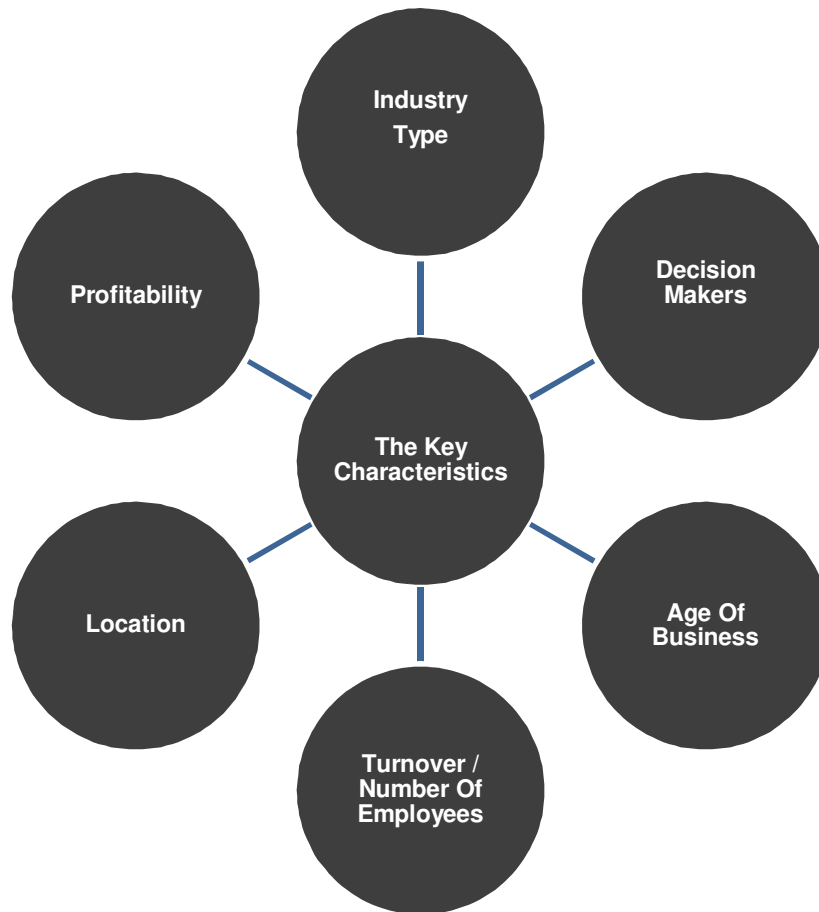 Industry
Type
Decision
Makers
Profitability
The Key
Characteristics
Age Of
Business
Location
Turnover /
Number Of
Employees